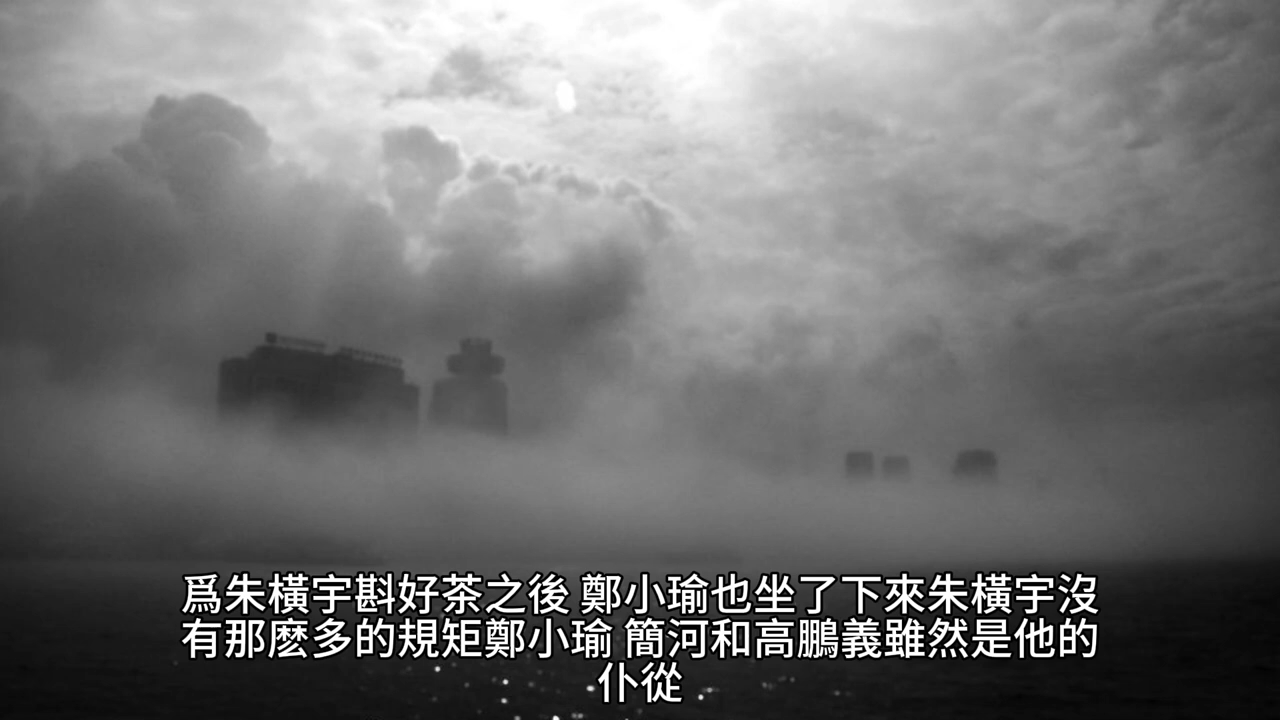 爲朱橫宇斟好茶之後 鄭小瑜也坐了下來朱橫宇沒
有那麽多的規矩鄭小瑜 簡河和高鵬義雖然是他的
仆從